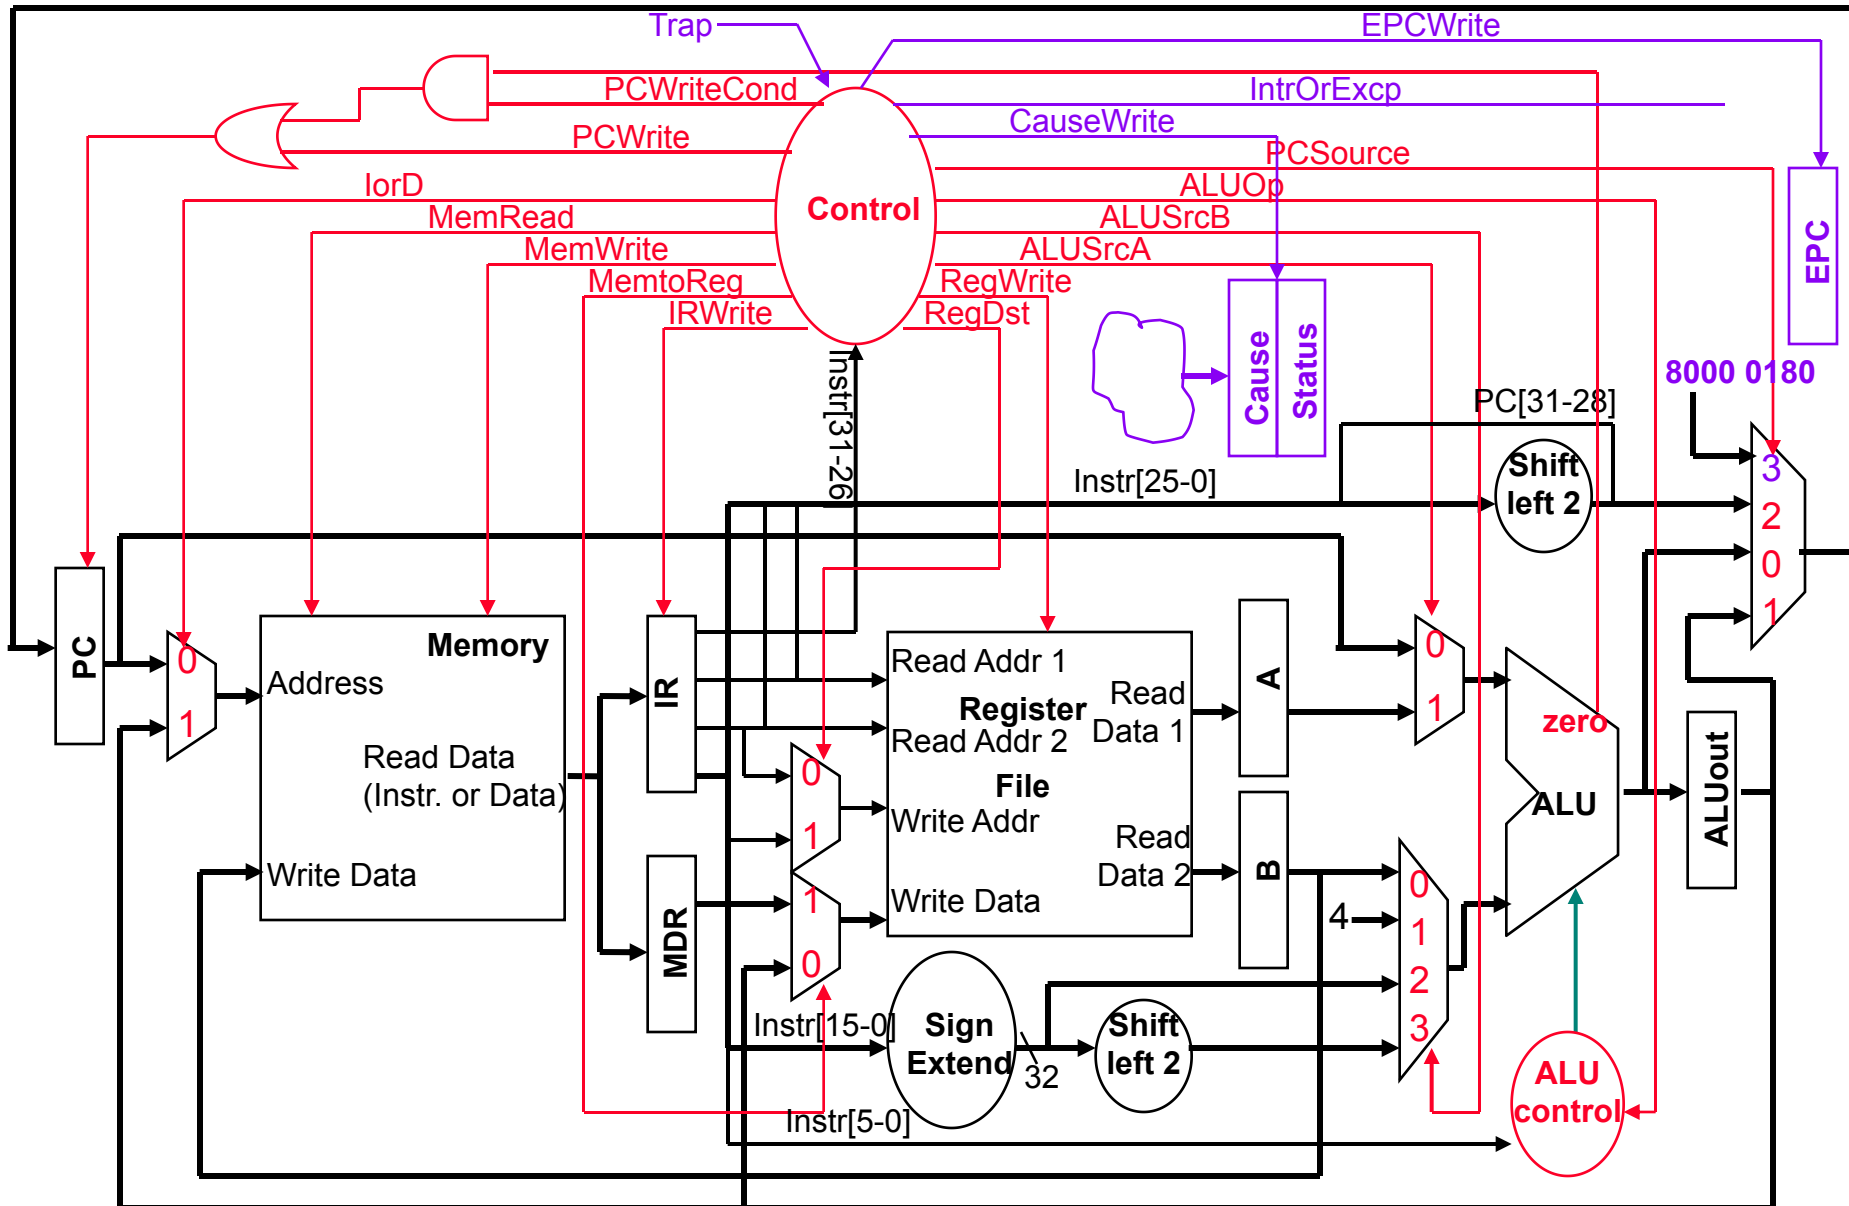 Trap
EPCWrite
PCWriteCond
IntrOrExcp
CauseWrite
PCWrite
PCSource
IorD
ALUOp
Control
MemRead
ALUSrcB
MemWrite
ALUSrcA
MemtoReg
RegWrite
IRWrite
RegDst
EPC
Cause
Status
Instr[31-26]
8000 0180
PC[31-28]
Instr[25-0]
Shift
left 2
3
2
0
1
PC
0
1
Memory
Address
Read Data
(Instr. or Data)
Write Data
IR
MDR
Read Addr 1
Register
Read Addr 2
File
Write Addr
Write Data
Read
Data 1
Read
Data 2
0
1
1
0
A
B
0
1
zero
ALU
ALUout
4
0
1
2
3
Instr[15-0]
Sign
Extend
32
Shift
left 2
ALU
control
Instr[5-0]